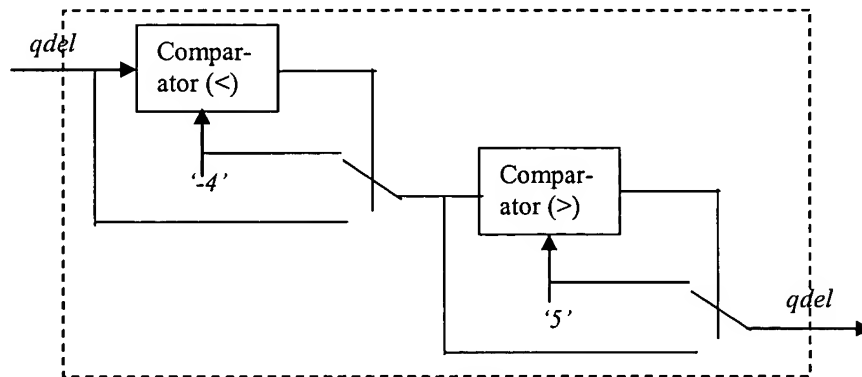 qdel
Compar-
ator (<)
‘-4’
Compar-
ator (>)
‘5’
qdel